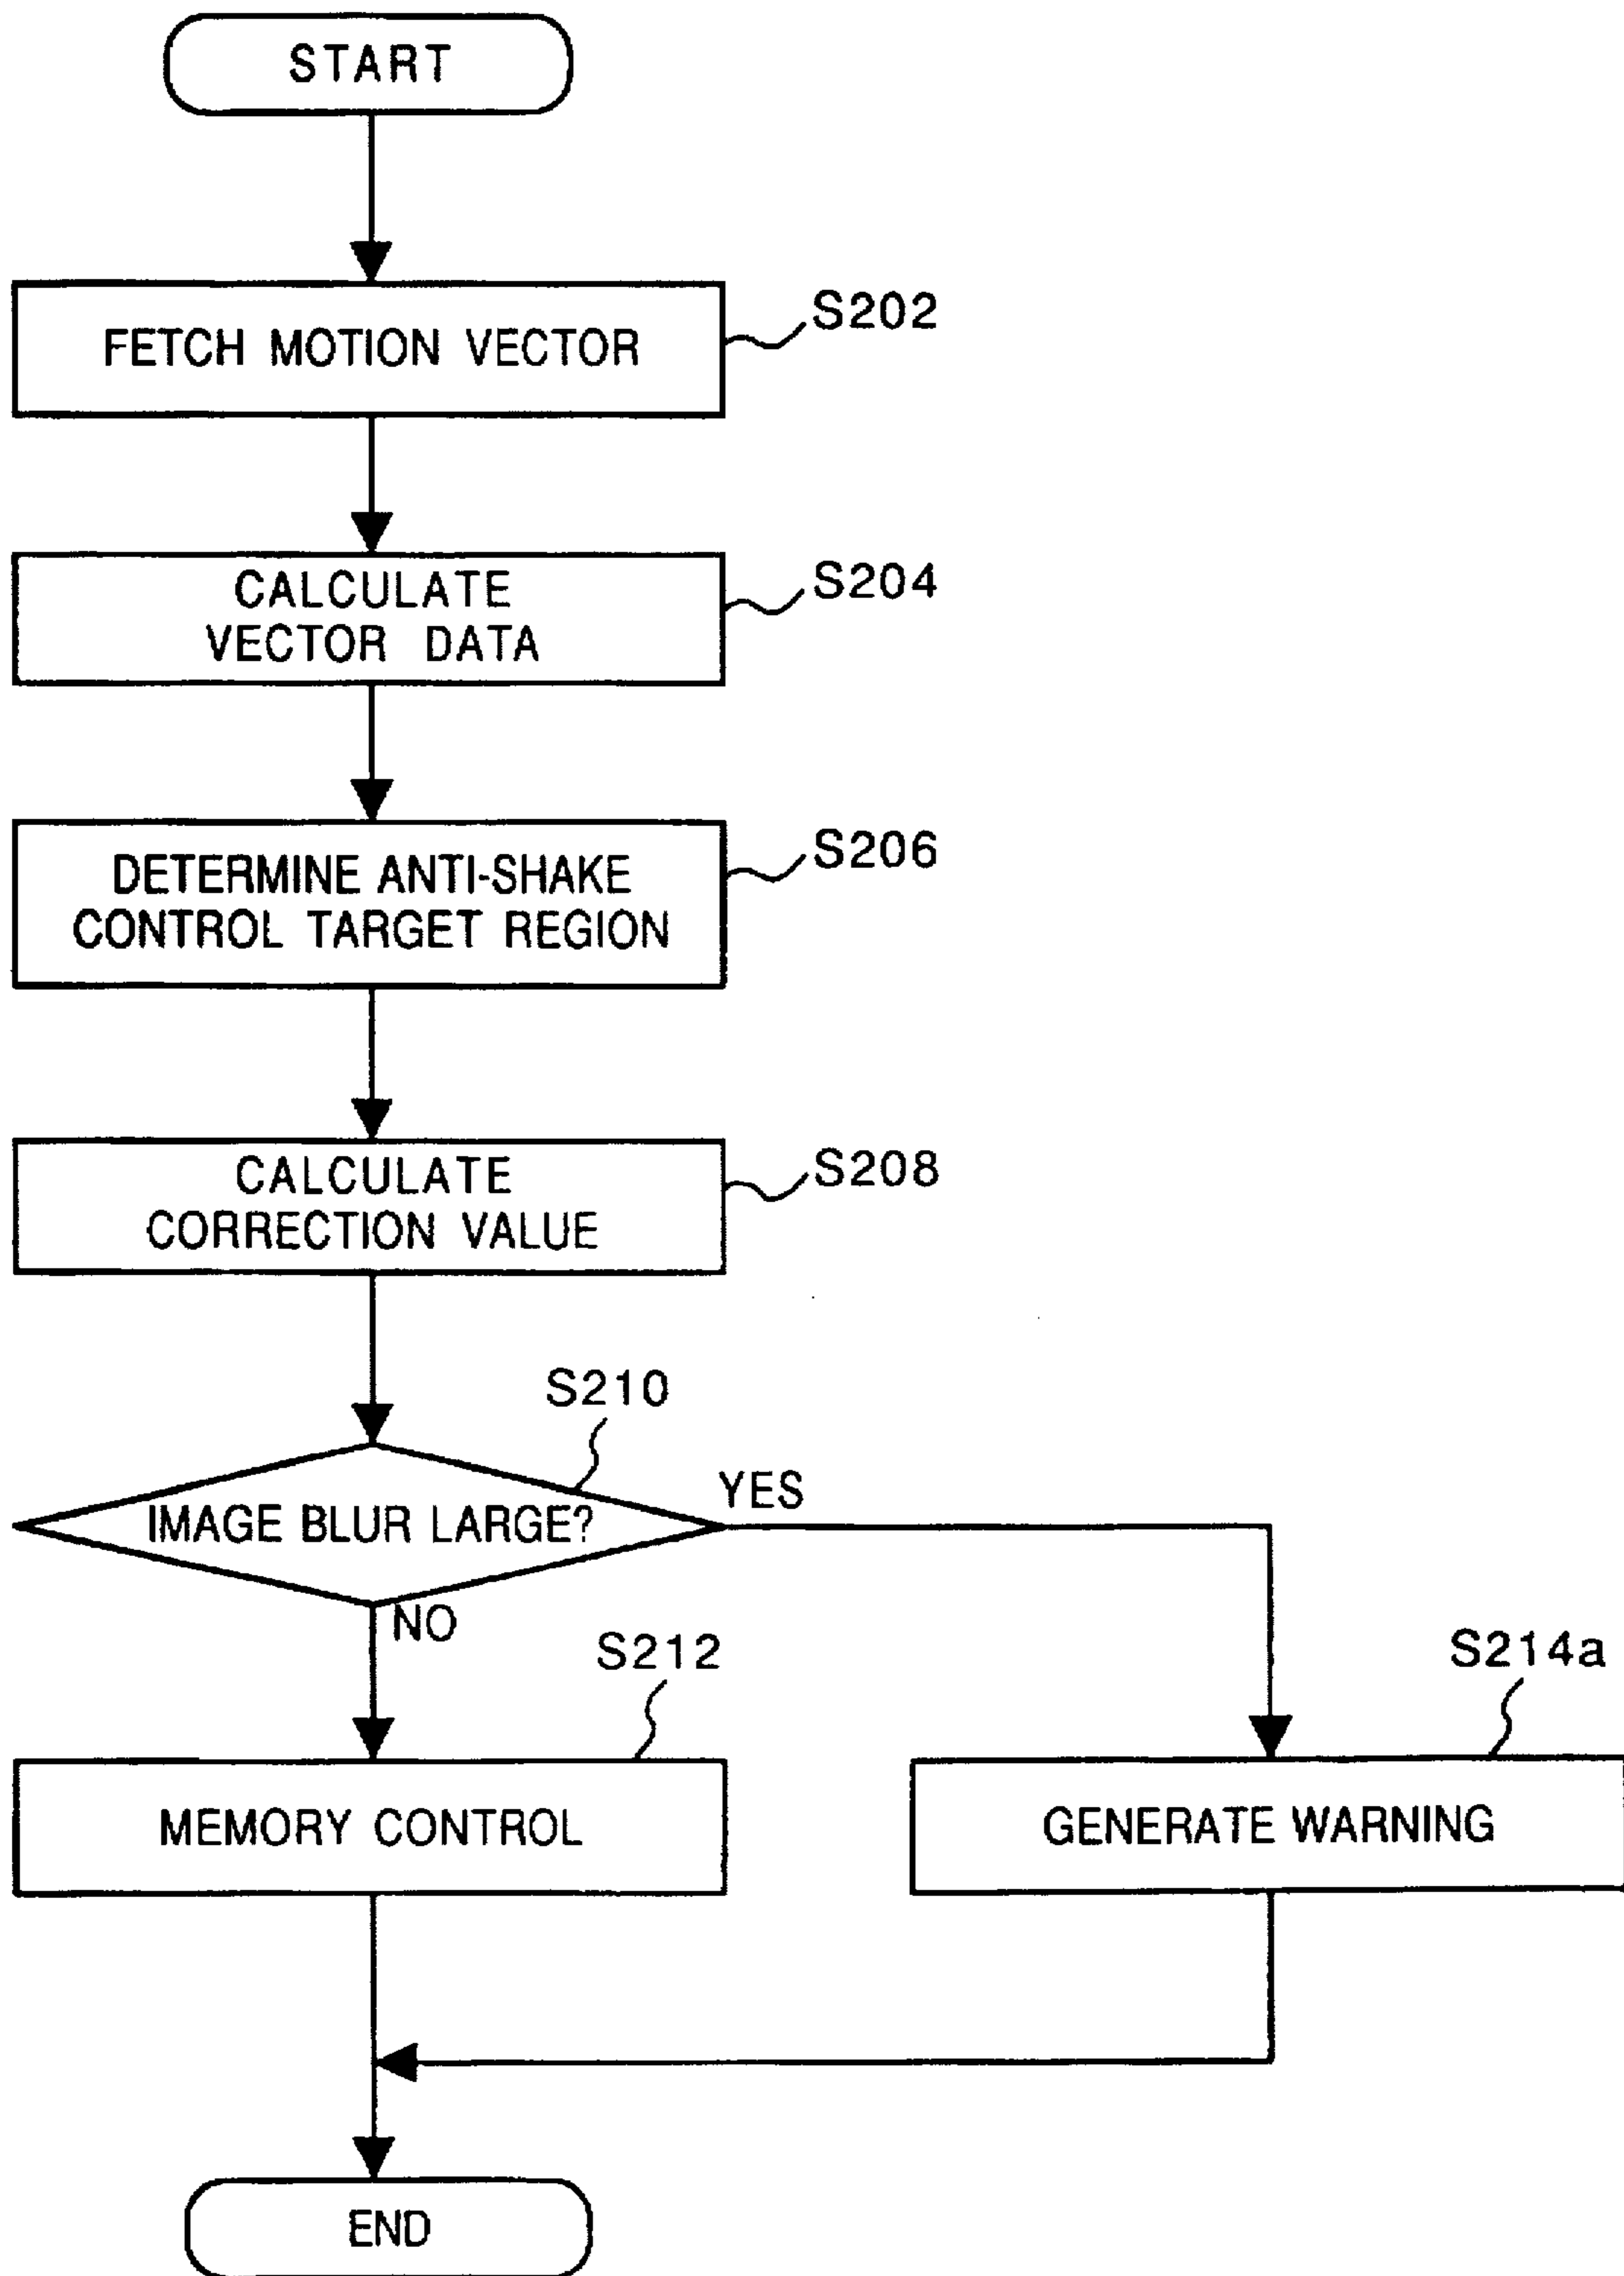 START
FETCH MOTION VECTOR
S202
CALCULATE
VECTOR DATA
S204
DETERMINE ANTI-SHAKE
CONTROL TARGET REGION
S206
CALCULATE
CORRECTION VALUE
S208
S210
IMAGE BLUR LARGE?
YES
NO
S212
MEMORY CONTROL
S214a
GENERATE WARNING
END